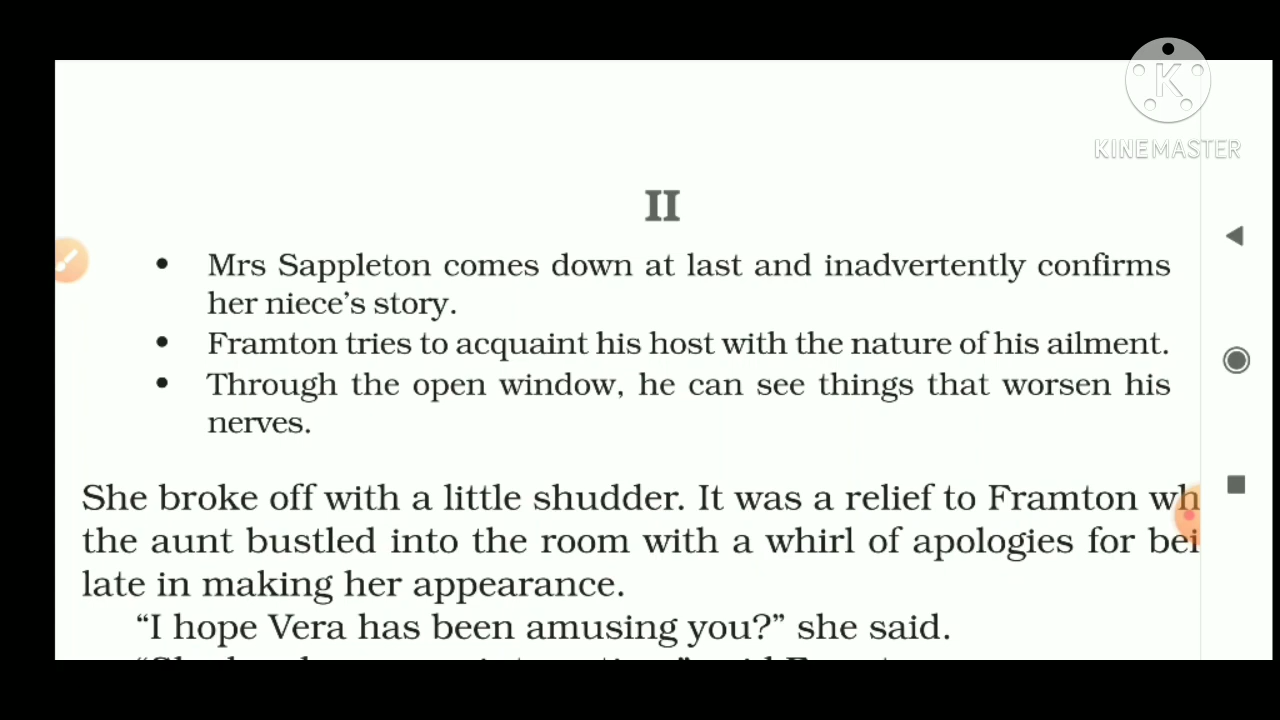 KINEMASTER
II
• Mrs Sappleton comes down at last and inadvertently confirms
her niece's story.
• Framton tries to acquaint his host with the nature of his ailment.
• Through the open window, he can see things that worsen his
nerves.
She broke off with a little shudder. It was a relief to Framton wh
the aunt bustled into the room with a whirl of apologies for bei
late in making her appearance.
“I hope Vera has been amusing you?” she said.